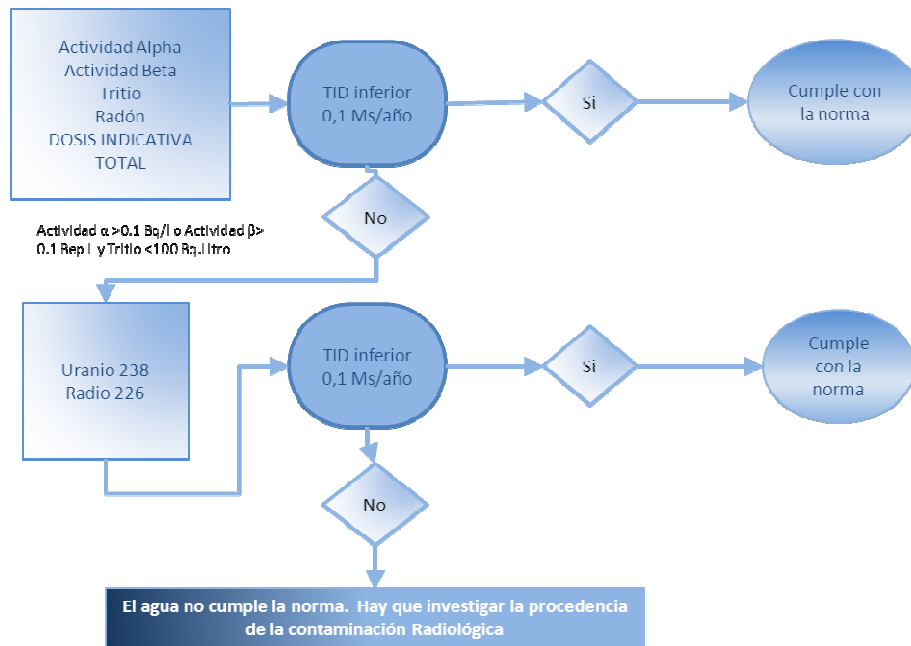 Actividad Alpha
Actividad Beta
Tritio
Radón
DOSIS INDICATIVA
TOTAL
TID inferior
0,1 Ms/año
Si
Cumple con
la norma
No
Actividad α >0.1 Bq/l o Actividad β>
0.1 Bep l y Tritio <100 Bq.Litro
Uranio 238
Radio 226
TID inferior
0,1 Ms/año
Si
Cumple
con la
norma
No
El agua no cumple la norma. Hay que investigar la procedencia
de la contaminación Radiológica